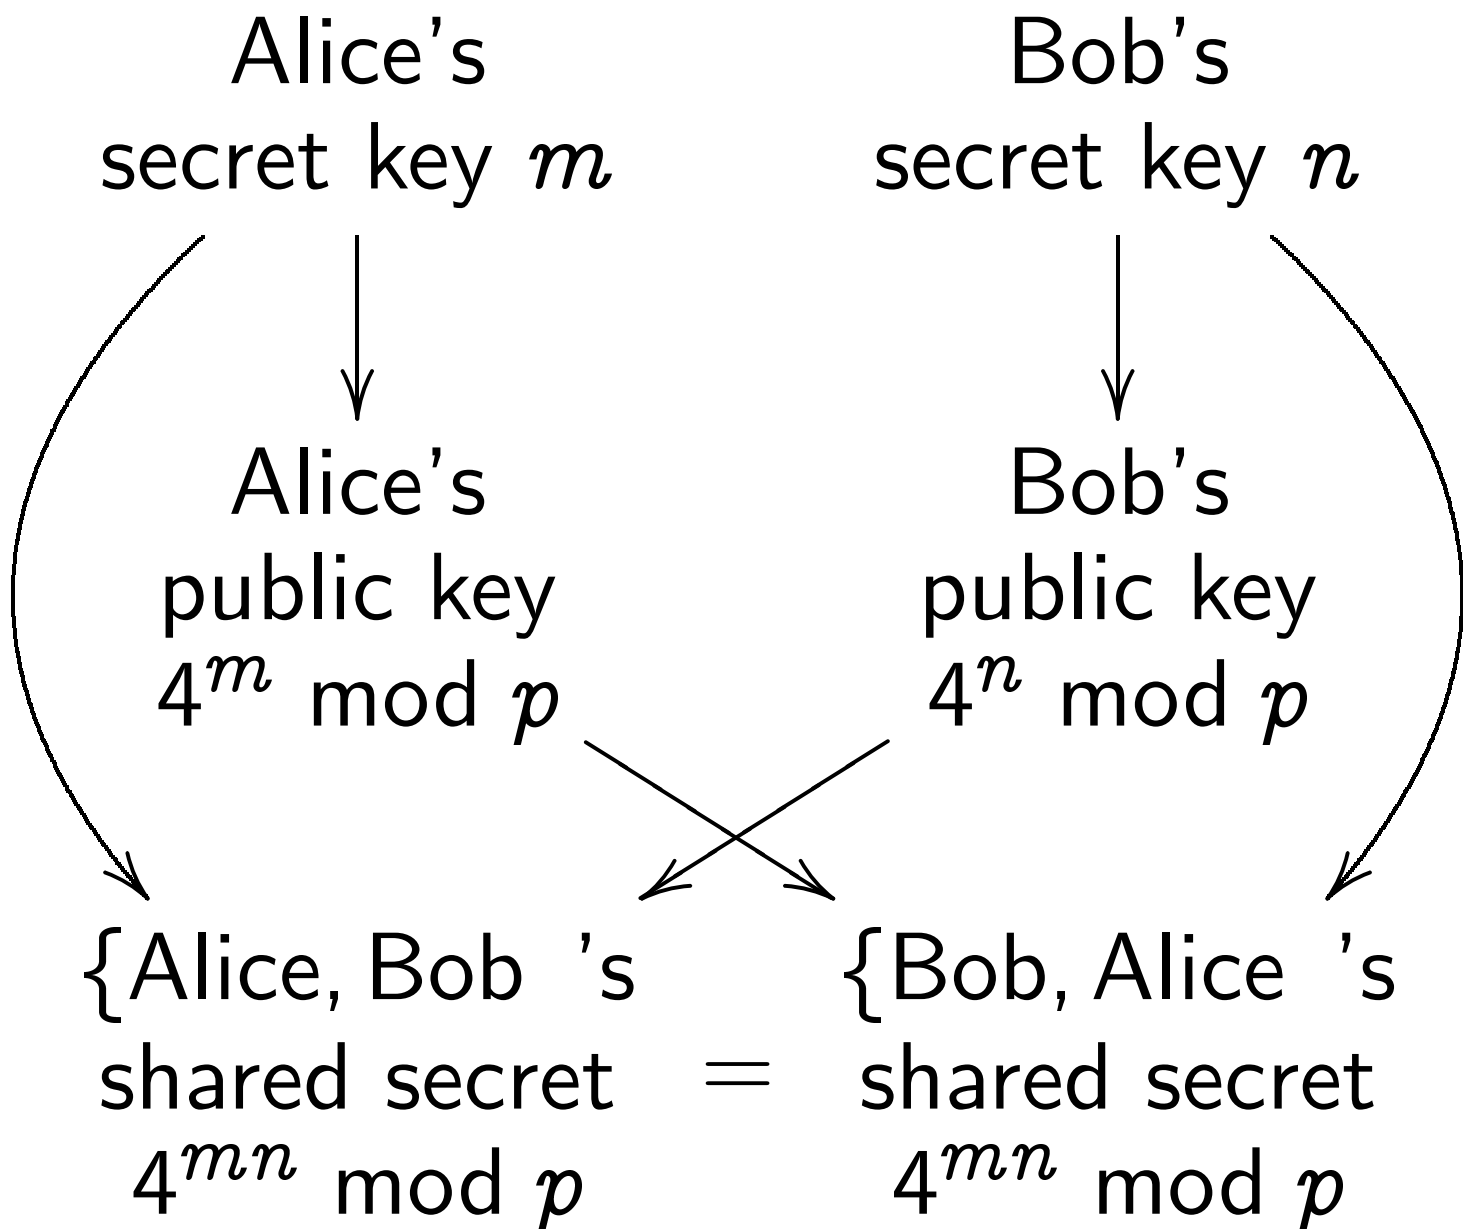 Alice's
secret key m
Bob's
secret key n
Alice's
public key
4^m mod p
Bob's
public key
4^n mod p
{Alice, Bob 's
shared secret
4^{mn} mod p
=
{Bob, Alice 's
shared secret
4^{mn} mod p